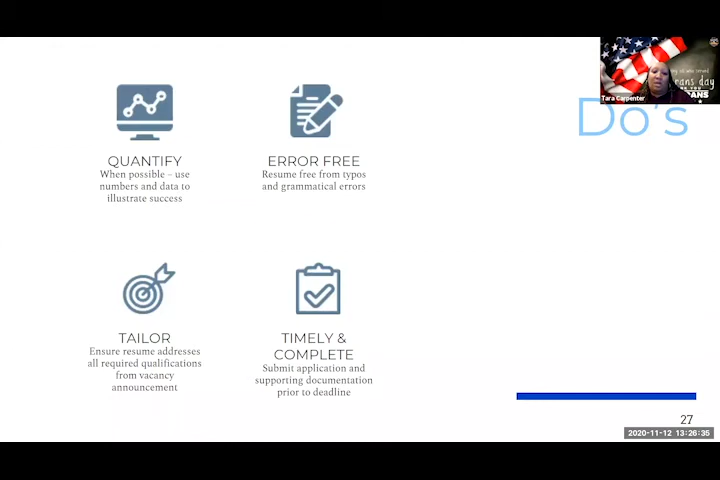 Tara Carpenter
Do's
QUANTIFY
When possible – use
numbers and data to
illustrate success
ERROR FREE
Resume free from typos
and grammatical errors
TAILOR
Ensure resume addresses
all required qualifications
from vacancy
announcement
TIMELY &
COMPLETE
Submit application and
supporting documentation
prior to deadline
27
2020-11-12 13:26:35